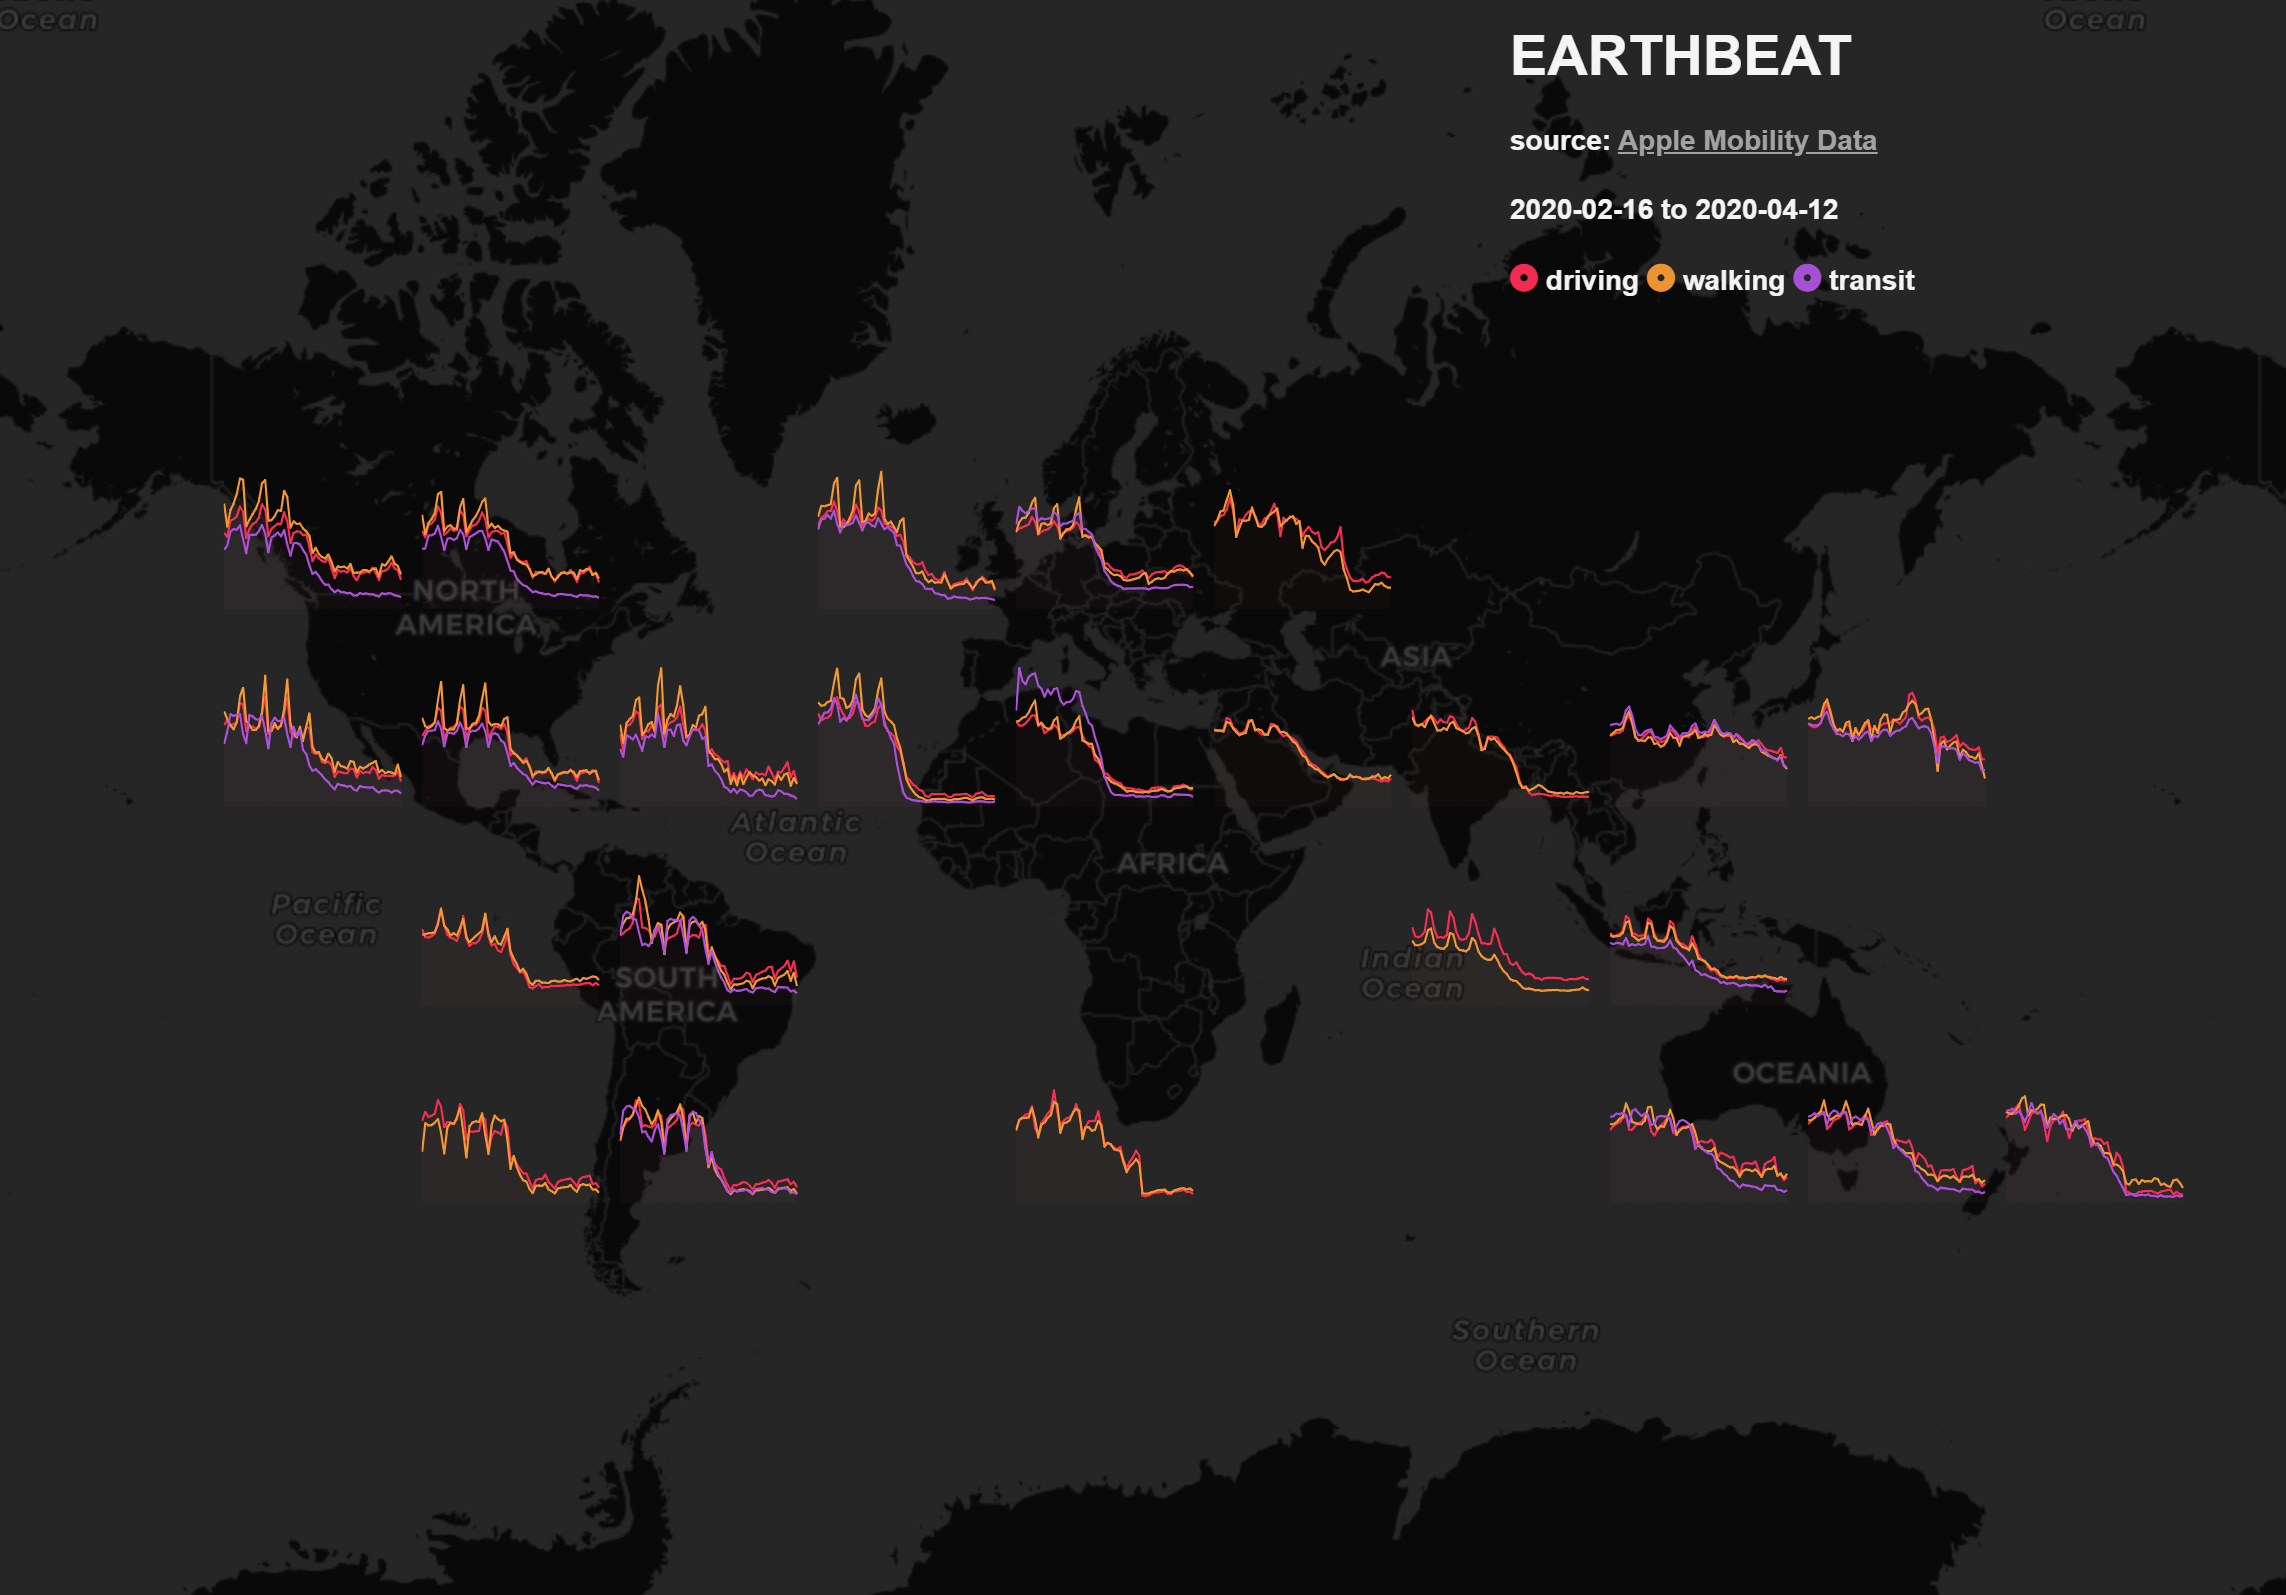 Ocean
Ocean
EARTHBEAT
source: Apple Mobility Data
2020-02-16 to 2020-04-12
driving walking transit
NORTH
AMERICA
ASIA
Atlantic
Ocean
AFRICA
Pacific
Ocean
Indian
Ocean
SOUTH
AMERICA
OCEANIA
Southern
Ocean